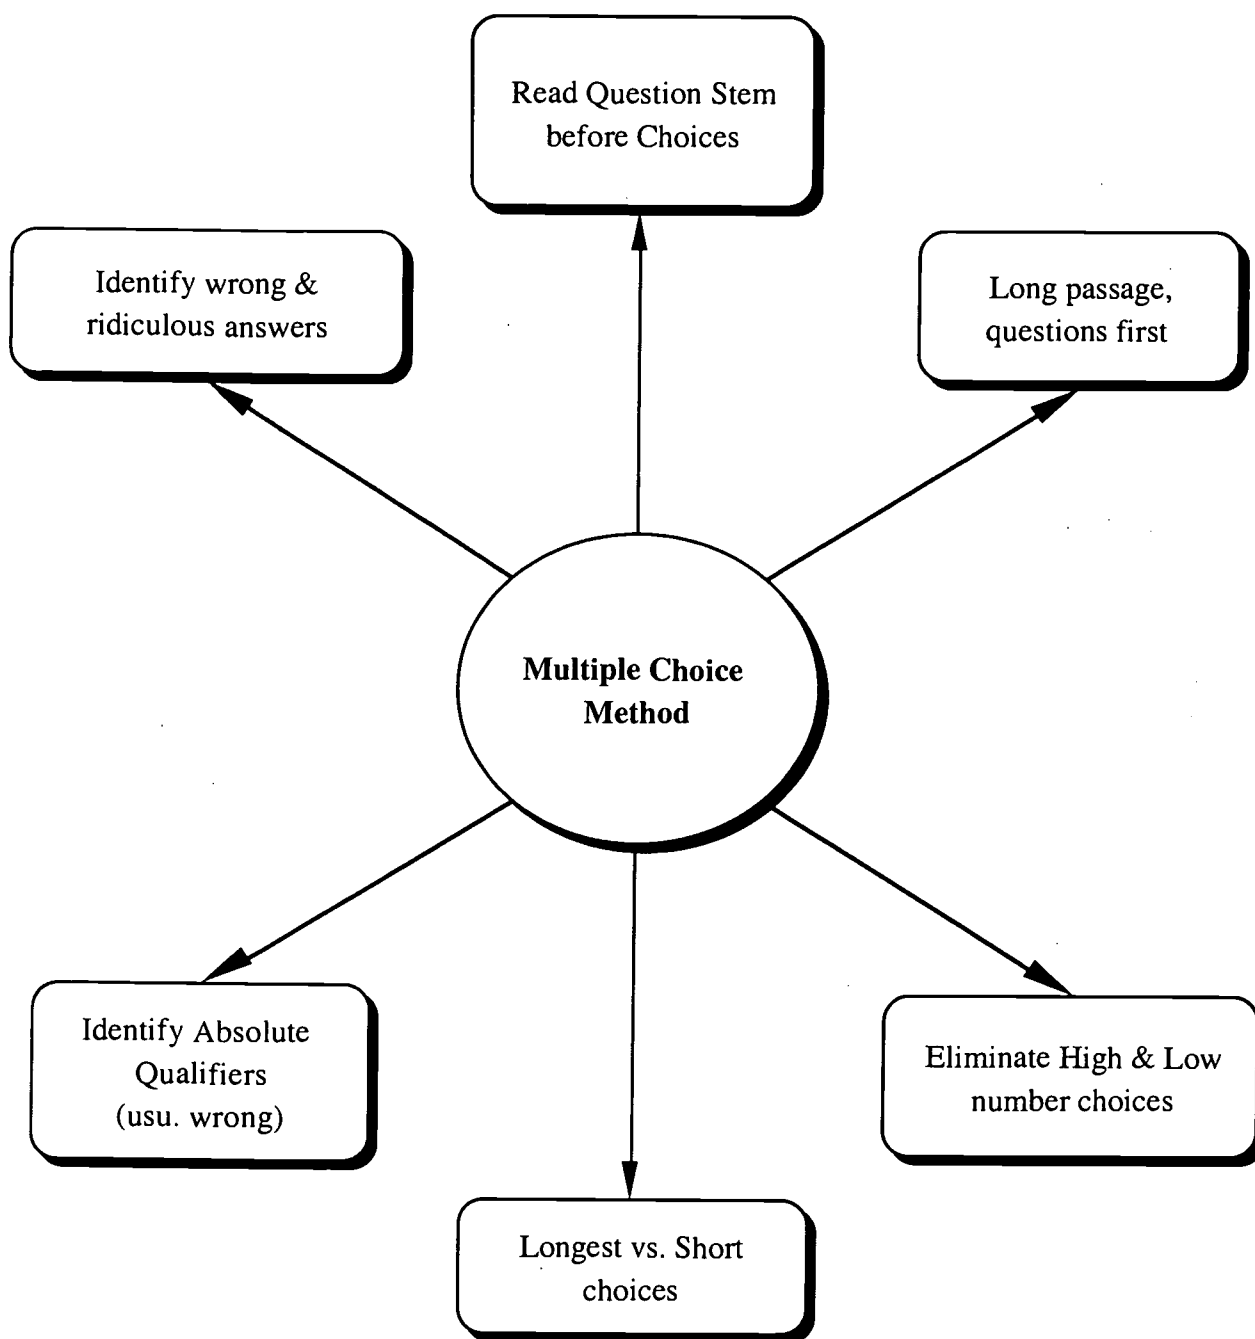 Read Question Stem
before Choices
Identify wrong &
ridiculous answers
Long passage,
questions first
Multiple Choice
Method
Identify Absolute
Qualifiers
(usu. wrong)
Eliminate High & Low
number choices
Longest vs. Short
choices